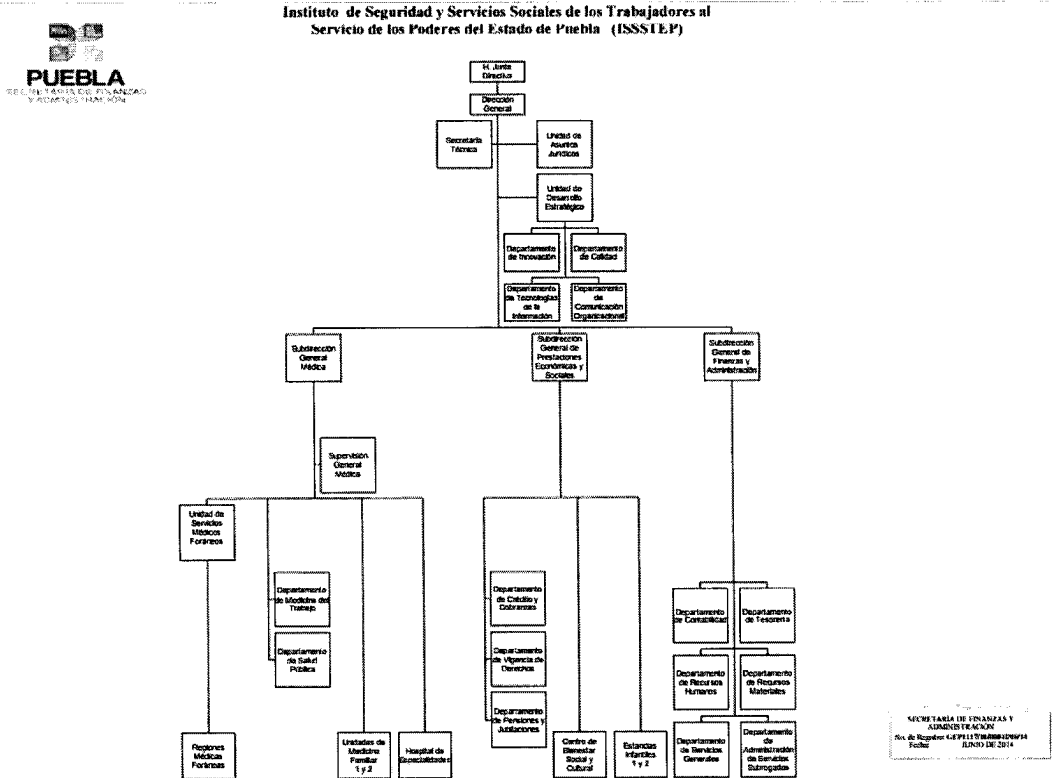 Instituto de Seguridad y Servicios Sociales de los Trabajadores al
Servicio de los Poderes del Estado de Puebla (ISSSTEP)
PUEBLA
SECRETARÍA DE FINANZAS
Y ADMINISTRACIÓN
H. Junta
Directiva
Dirección
General
Secretaría
Técnica
Unidad de
Asuntos
Jurídicos
Unidad de
Desarrollo
Estratégico
Departamento
de Innovación
Departamento
de Calidad
Departamento
de Tecnologías
de la
Información
Departamento
de
Comunicación
Organizacional
Subdirección
General
Médica
Subdirección
General de
Prestaciones
Económicas y
Sociales
Subdirección
General de
Finanzas y
Administración
Supervisión
General
Médica
Unidad de
Servicios
Médicos
Foráneos
Departamento
de Medicina del
Trabajo
Departamento
de Salud
Pública
Regiones
Médicas
Foráneas
Unidades de
Medicina
Familiar
1 y 2
Hospital de
Especialidades
Departamento
de Crédito y
Cobranzas
Departamento
de Vigencia de
Derechos
Departamento
de Pensiones y
Jubilaciones
Centro de
Bienestar
Social y
Cultural
Estancias
Infantiles
1 y 2
Departamento
de Contabilidad
Departamento
de Tesorería
Departamento
de Recursos
Humanos
Departamento
de Recursos
Materiales
Departamento
de Servicios
Generales
Departamento
de
Administración
de Servicios
Subrogados
SECRETARÍA DE FINANZAS Y
ADMINISTRACIÓN
No. de Registro:
Fecha: JUNIO DE 2014